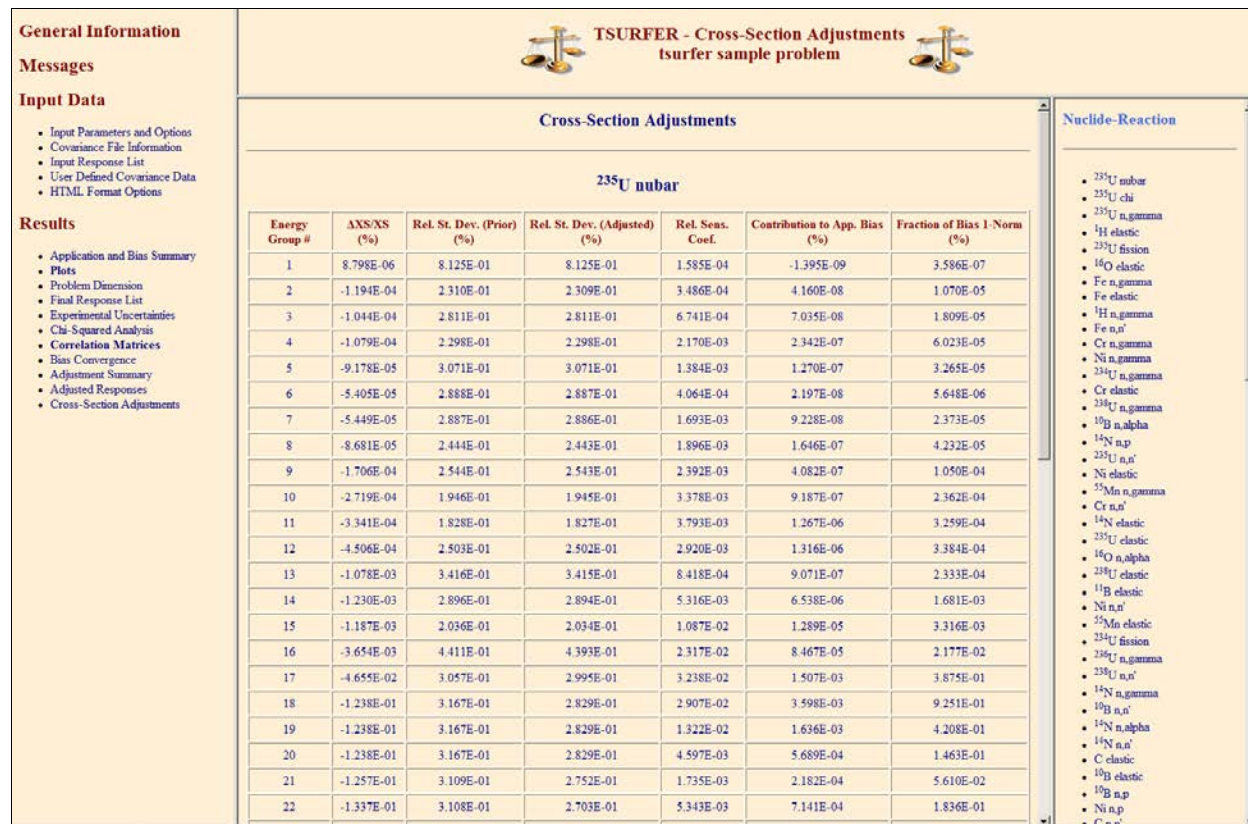 General Information
Messages
Input Data
Input Parameters and Options
Covariance File Information
Input Response List
User Defined Covariance Data
HTML Format Options
Results
Application and Bias Summary
Plots
Problem Dimension
Final Response List
Experimental Uncertainties
Chi-Squared Analysis
Correlation Matrices
Bias Convergence
Adjustment Summary
Adjusted Responses
Cross-Section Adjustments
TSURFER - Cross-Section Adjustments
tsurfer sample problem
Cross-Section Adjustments
235U nubar
Energy Group # ΔXS/XS (%) Rel. St. Dev. (Prior) (%) Rel. St. Dev. (Adjusted) (%) Rel. Sens. Coef. Contribution to App. Bias (%) Fraction of Bias 1-Norm (%)
1 8.798E-06 8.125E-01 8.125E-01 1.585E-04 -1.395E-09 3.586E-07
2 -1.194E-04 2.310E-01 2.309E-01 3.486E-04 4.160E-08 1.070E-05
3 -1.044E-04 2.811E-01 2.811E-01 6.741E-04 7.035E-08 1.809E-05
4 -1.079E-04 2.298E-01 2.298E-01 2.170E-03 2.342E-07 6.023E-05
5 -9.178E-05 3.071E-01 3.071E-01 1.384E-03 1.270E-07 3.265E-05
6 -5.405E-05 2.888E-01 2.887E-01 4.064E-04 2.197E-08 5.648E-06
7 -5.449E-05 2.887E-01 2.886E-01 1.693E-03 9.228E-08 2.373E-05
8 -8.681E-05 2.444E-01 2.443E-01 1.896E-03 1.646E-07 4.232E-05
9 -1.706E-04 2.544E-01 2.543E-01 2.392E-03 4.082E-07 1.050E-04
10 -2.719E-04 1.946E-01 1.945E-01 3.378E-03 9.187E-07 2.362E-04
11 -3.341E-04 1.828E-01 1.827E-01 3.793E-03 1.267E-06 3.259E-04
12 -4.506E-04 2.503E-01 2.502E-01 2.920E-03 1.316E-06 3.384E-04
13 -1.078E-03 3.416E-01 3.415E-01 8.418E-04 9.071E-07 2.333E-04
14 -1.230E-03 2.896E-01 2.894E-01 5.316E-03 6.538E-06 1.681E-03
15 -1.187E-03 2.036E-01 2.034E-01 1.087E-02 1.289E-05 3.316E-03
16 -3.654E-03 4.411E-01 4.393E-01 2.317E-02 8.467E-05 2.177E-02
17 -4.655E-02 3.057E-01 2.995E-01 3.238E-02 1.507E-03 3.875E-01
18 -1.238E-01 3.167E-01 2.829E-01 2.907E-02 3.598E-03 9.251E-01
19 -1.238E-01 3.167E-01 2.829E-01 1.322E-02 1.636E-03 4.208E-01
20 -1.238E-01 3.167E-01 2.829E-01 4.597E-03 5.689E-04 1.463E-01
21 -1.257E-01 3.109E-01 2.752E-01 1.735E-03 2.182E-04 5.610E-02
22 -1.337E-01 3.108E-01 2.703E-01 5.343E-03 7.141E-04 1.836E-01
Nuclide-Reaction
235U nubar
235U chi
235U n,gamma
1H elastic
235U fission
16O elastic
Fe n,gamma
Fe elastic
1H n,gamma
Fe n,n'
Cr n,gamma
Ni n,gamma
234U n,gamma
Cr elastic
238U n,gamma
10B n,alpha
14N n,p
235U n,n'
Ni elastic
55Mn n,gamma
Cr n,n'
14N elastic
235U elastic
16O n,alpha
238U elastic
11B elastic
Ni n,n'
55Mn elastic
234U fission
236U n,gamma
238U n,n'
14N n,gamma
10B n,n'
14N n,alpha
14N n,n'
C elastic
10B elastic
10B n,p
Ni n,p